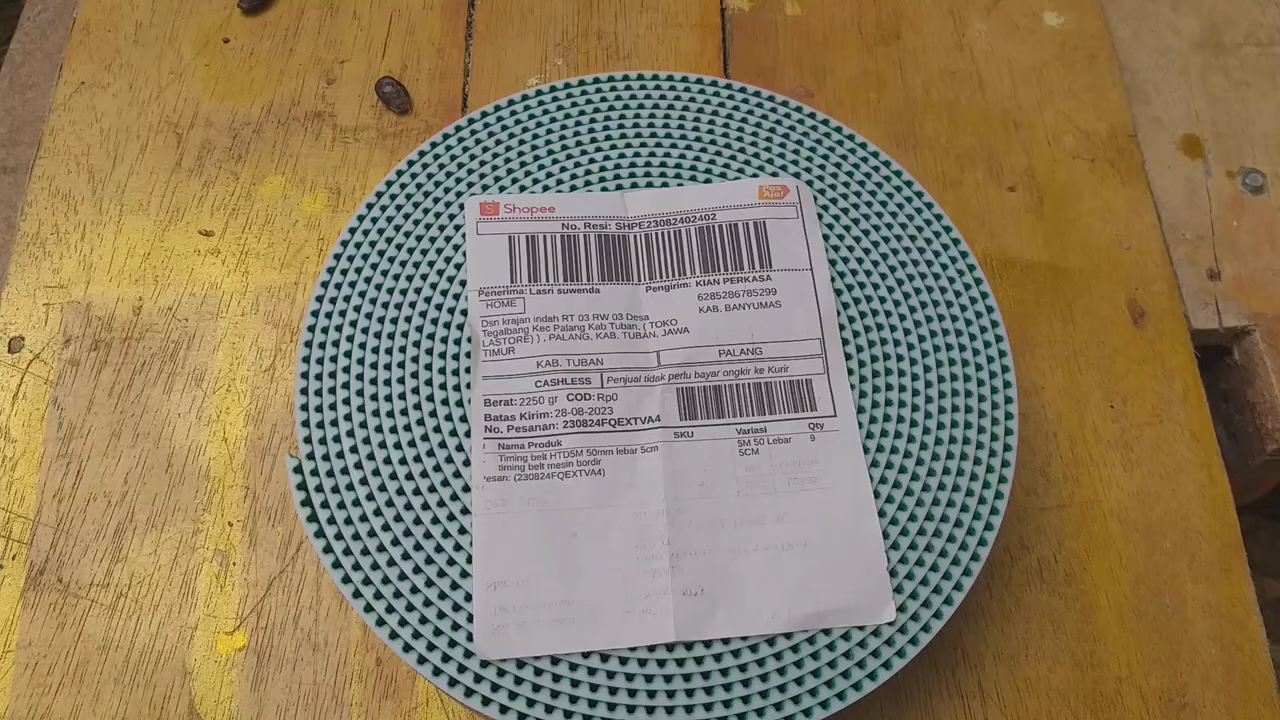 Shopee
Pos Aja!
No. Resi: SHPE23082402402
Penerima: Lasri suwenda
Pengirim: KIAN PERKASA
HOME
6285286785299
KAB. BANYUMAS
Dsn krajan indah RT 03 RW 03 Desa
Tegalbang Kec Palang Kab Tuban, ( TOKO
LASTORE) ) , PALANG, KAB. TUBAN, JAWA
TIMUR
KAB. TUBAN
PALANG
CASHLESS
Penjual tidak perlu bayar ongkir ke Kurir
Berat: 2250 gr COD: Rp0
Batas Kirim: 28-08-2023
No. Pesanan: 230824FQEXTVA4
Nama Produk SKU Variasi Qty
Timing belt HTD5M 50mm lebar 5cm 5M 50 Lebar 9
timing belt mesin bordir 5CM
esan: (230824FQEXTVA4)